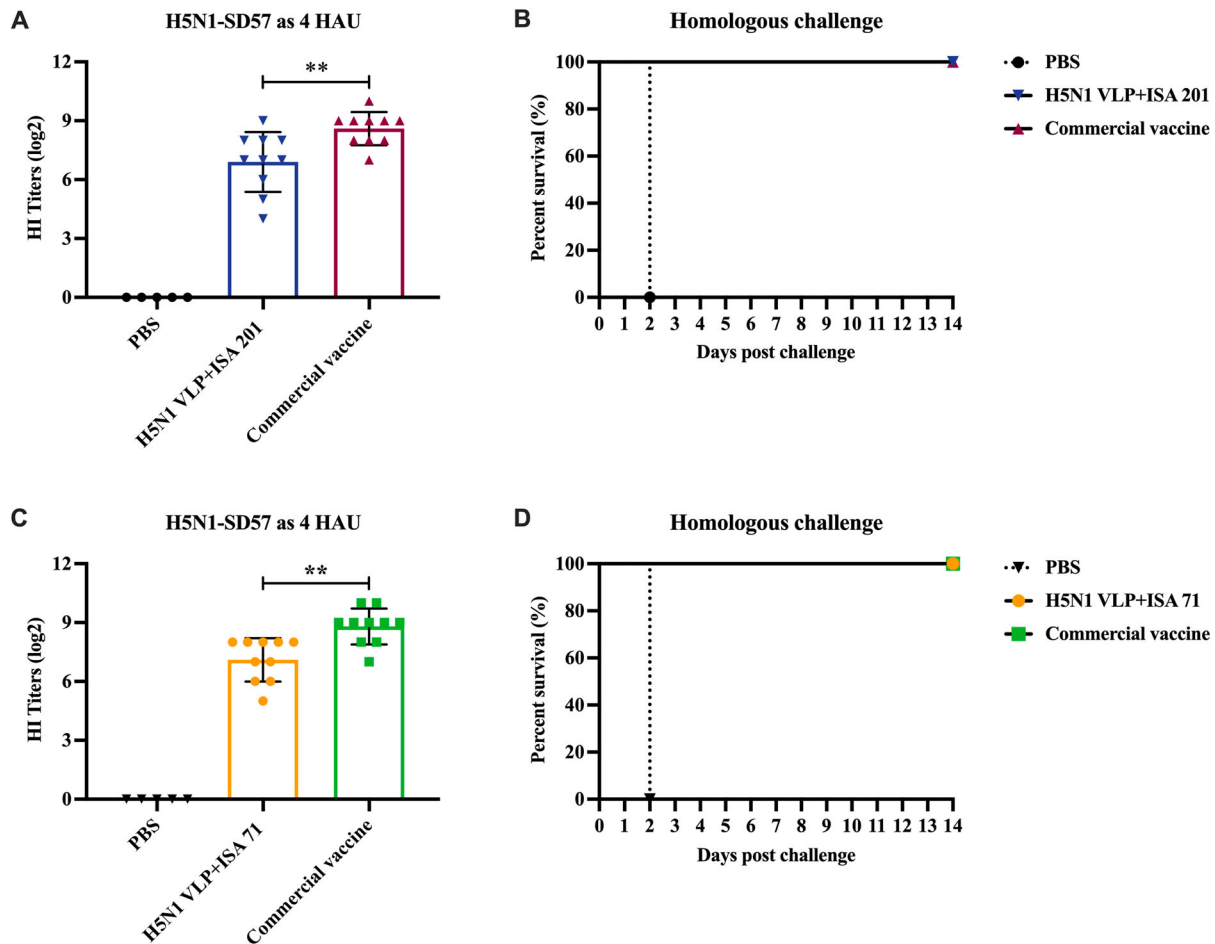 A
H5N1-SD57 as 4 HAU
HI Titers (log2)
12
9
6
3
0
**
PBS
H5N1 VLP+ISA 201
Commercial vaccine
B
Homologous challenge
Percent survival (%)
100
80
60
40
20
0
0 1 2 3 4 5 6 7 8 9 10 11 12 13 14
Days post challenge
PBS
H5N1 VLP+ISA 201
Commercial vaccine
C
H5N1-SD57 as 4 HAU
HI Titers (log2)
12
9
6
3
0
**
PBS
H5N1 VLP+ISA 71
Commercial vaccine
D
Homologous challenge
Percent survival (%)
100
80
60
40
20
0
0 1 2 3 4 5 6 7 8 9 10 11 12 13 14
Days post challenge
PBS
H5N1 VLP+ISA 71
Commercial vaccine